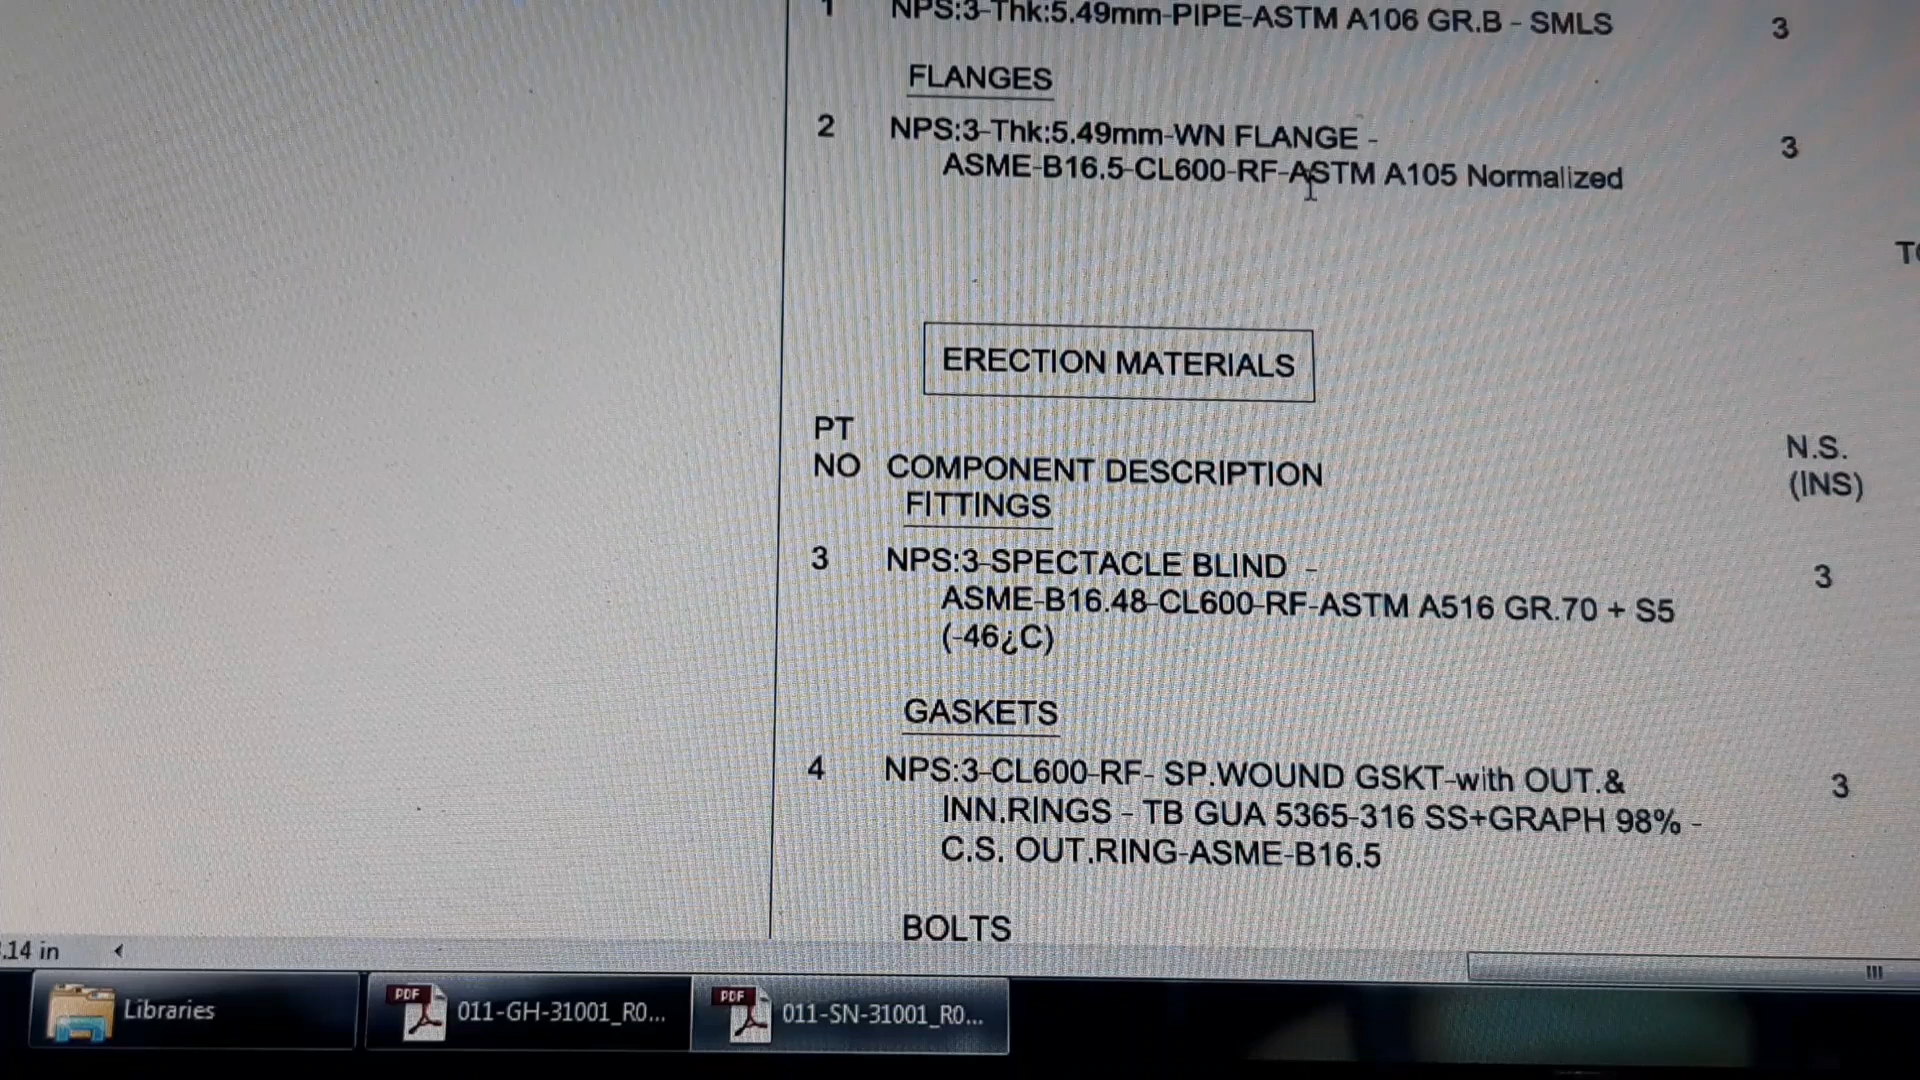 1 NPS:3-Thk:5.49mm-PIPE-ASTM A106 GR.B - SMLS 3
FLANGES
2 NPS:3-Thk:5.49mm-WN FLANGE - 3
ASME-B16.5-CL600-RF-ASTM A105 Normalized
ERECTION MATERIALS
PT N.S.
NO COMPONENT DESCRIPTION (INS)
FITTINGS
3 NPS:3-SPECTACLE BLIND - 3
ASME-B16.48-CL600-RF-ASTM A516 GR.70 + S5
(-46¿C)
GASKETS
4 NPS:3-CL600-RF- SP.WOUND GSKT-with OUT.& 3
INN.RINGS - TB GUA 5365-316 SS+GRAPH 98% -
C.S. OUT.RING-ASME-B16.5
BOLTS
.14 in
Libraries
PDF 011-GH-31001_R0...
PDF 011-SN-31001_R0...